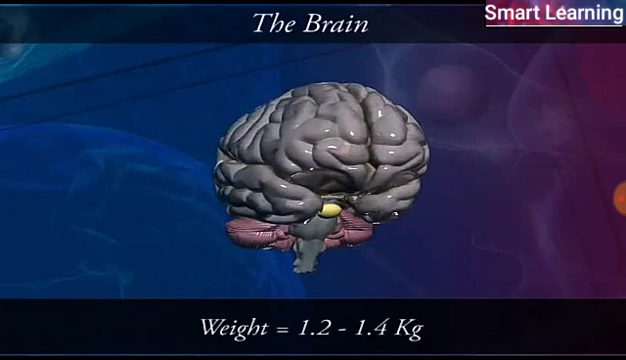 Smart Learning
The Brain
Weight = 1.2 - 1.4 Kg